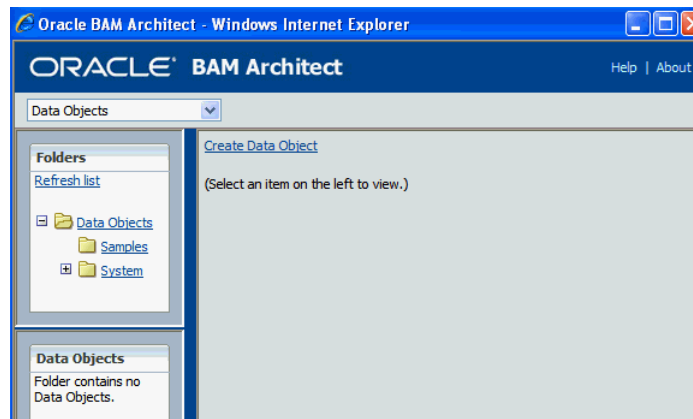 Oracle BAM Architect - Windows Internet Explorer
ORACLE BAM Architect
Help | About
Data Objects
Folders
Refresh list
Data Objects
Samples
System
Create Data Object
(Select an item on the left to view.)
Data Objects
Folder contains no
Data Objects.